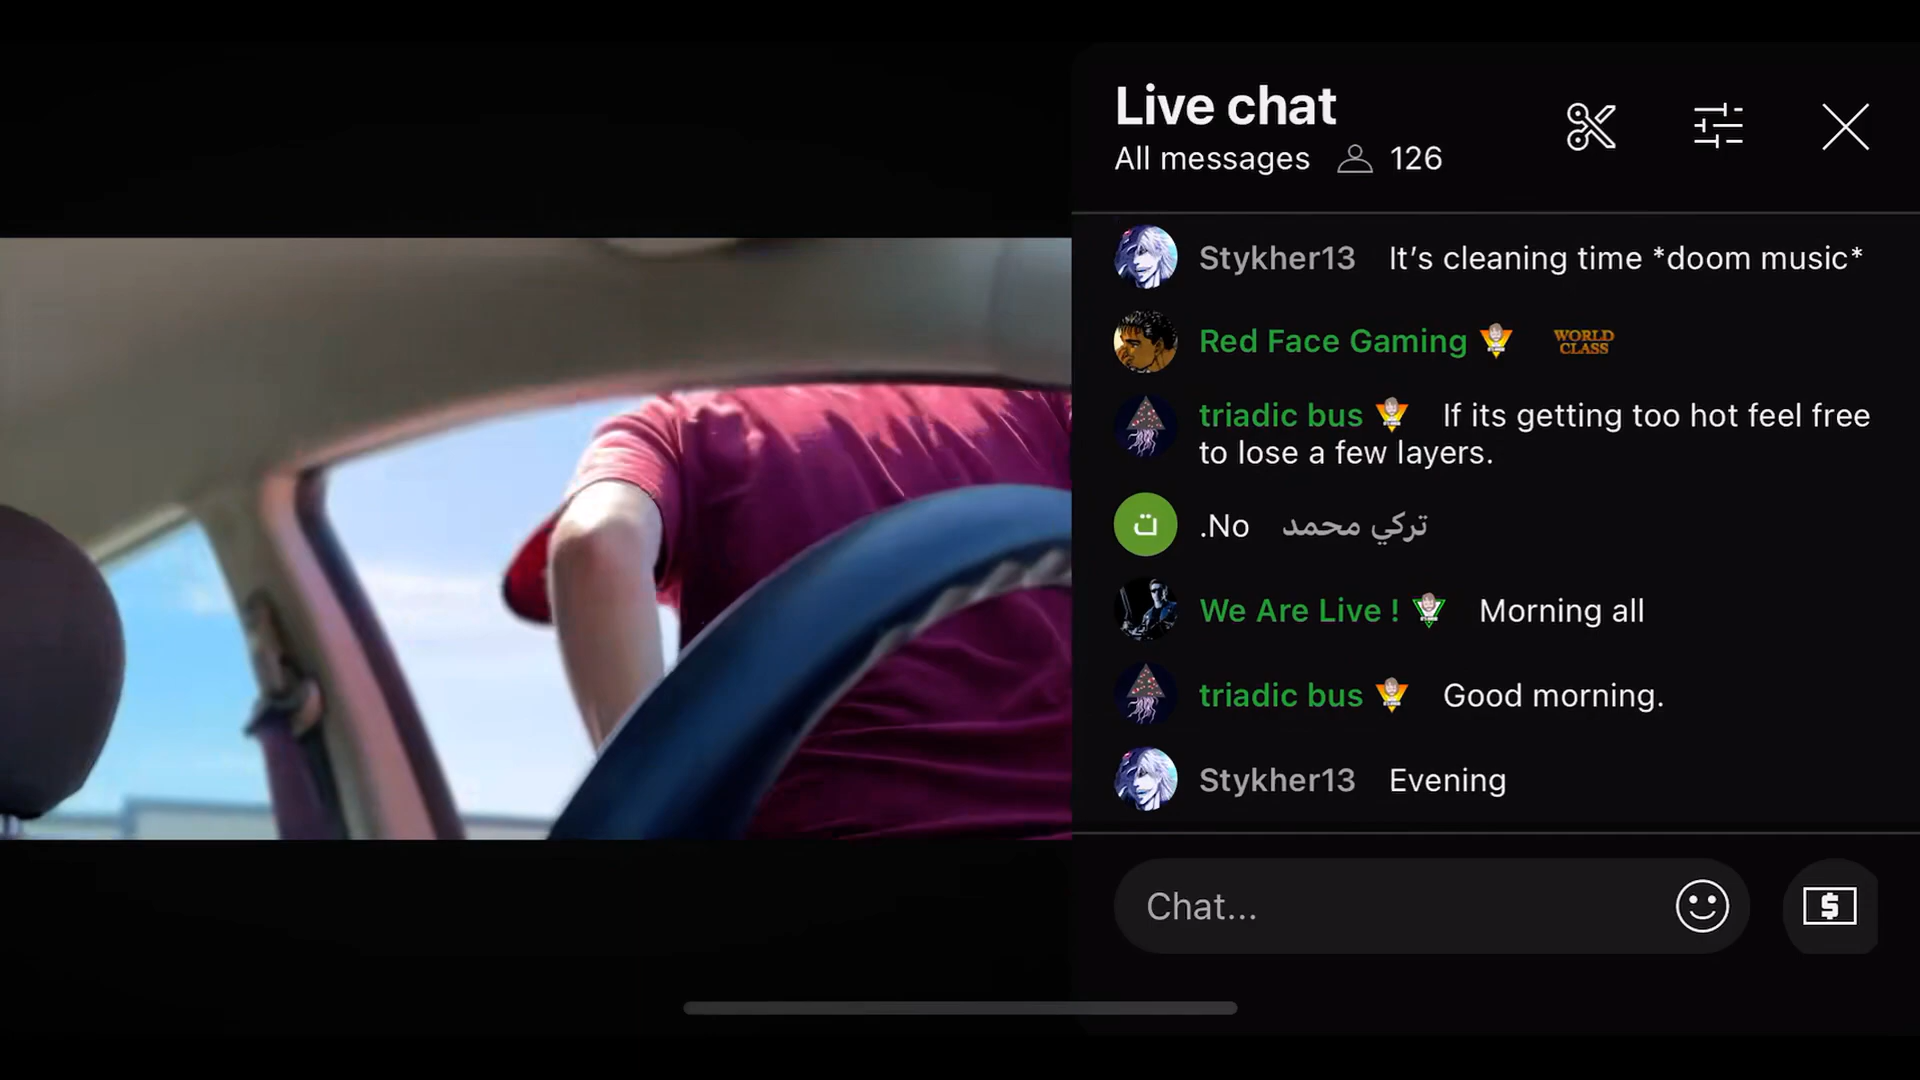 Live chat
All messages 126
Stykher13 It’s cleaning time *doom music*
Red Face Gaming WORLD CLASS
triadic bus If its getting too hot feel free
to lose a few layers.
ت .No تركي محمد
We Are Live ! Morning all
triadic bus Good morning.
Stykher13 Evening
Chat...
$